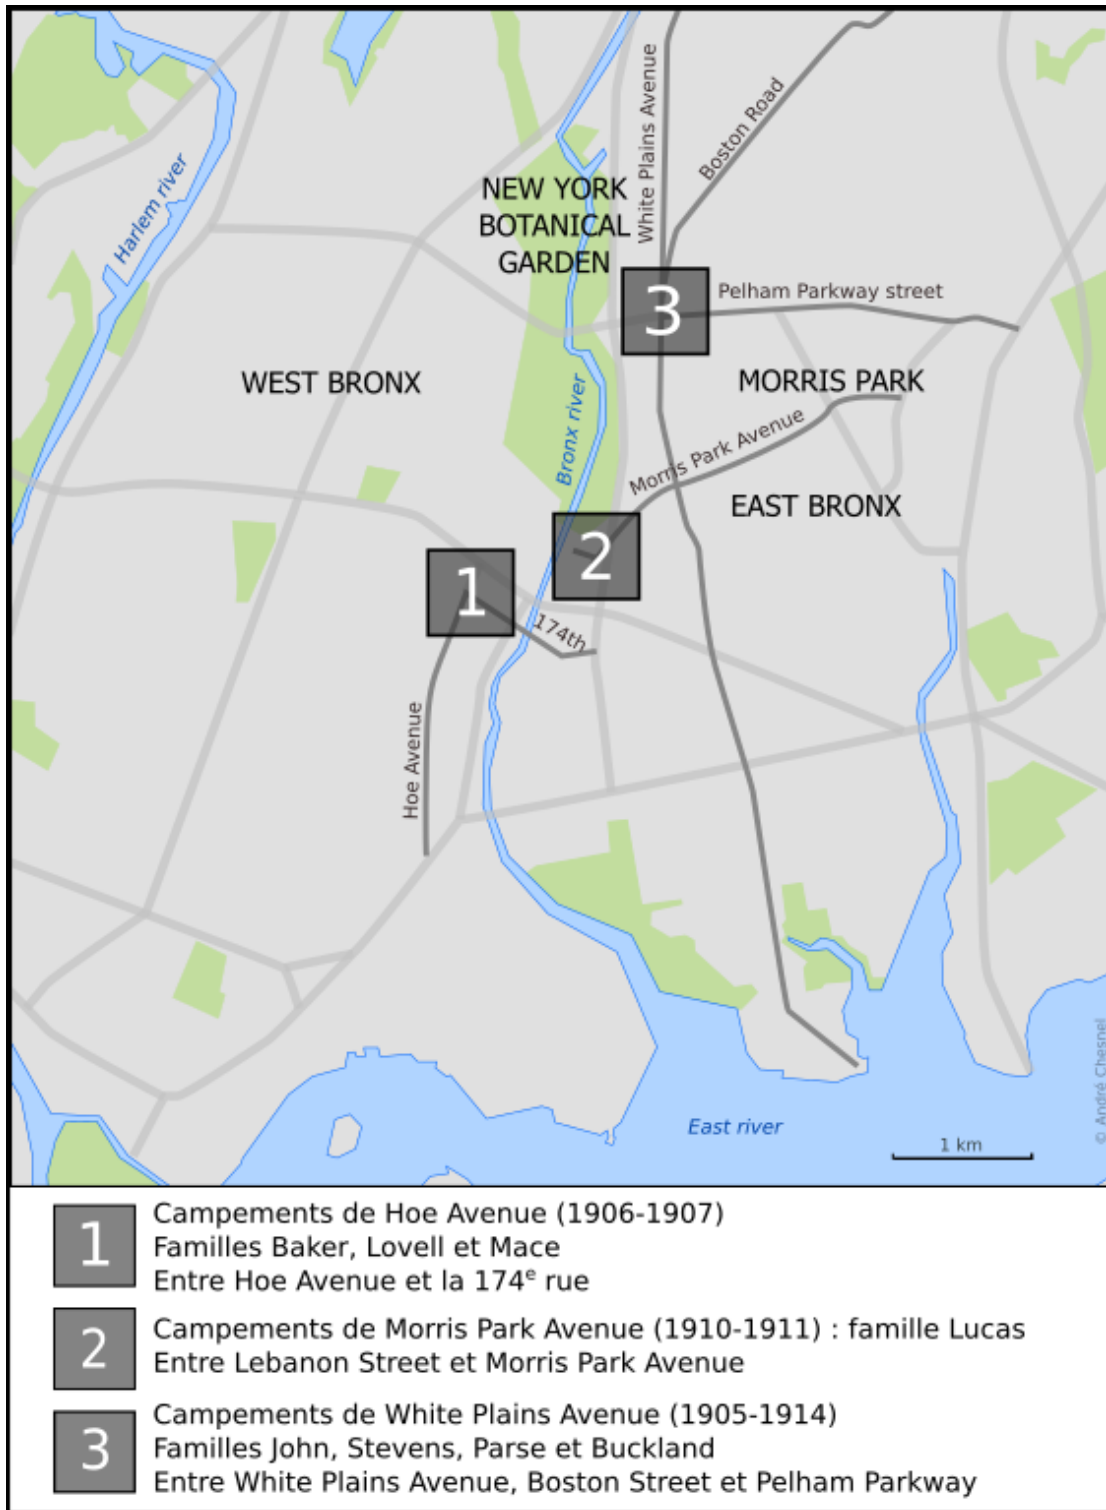 White Plains Avenue
Boston Road
Harlem river
NEW YORK
BOTANICAL
GARDEN
3
Pelham Parkway street
WEST BRONX
MORRIS PARK
Bronx river
Morris Park Avenue
EAST BRONX
2
1
174th
Hoe Avenue
© André Chesnel
East river
1 km
1
Campements de Hoe Avenue (1906-1907)
Familles Baker, Lovell et Mace
Entre Hoe Avenue et la 174e rue
2
Campements de Morris Park Avenue (1910-1911) : famille Lucas
Entre Lebanon Street et Morris Park Avenue
3
Campements de White Plains Avenue (1905-1914)
Familles John, Stevens, Parse et Buckland
Entre White Plains Avenue, Boston Street et Pelham Parkway